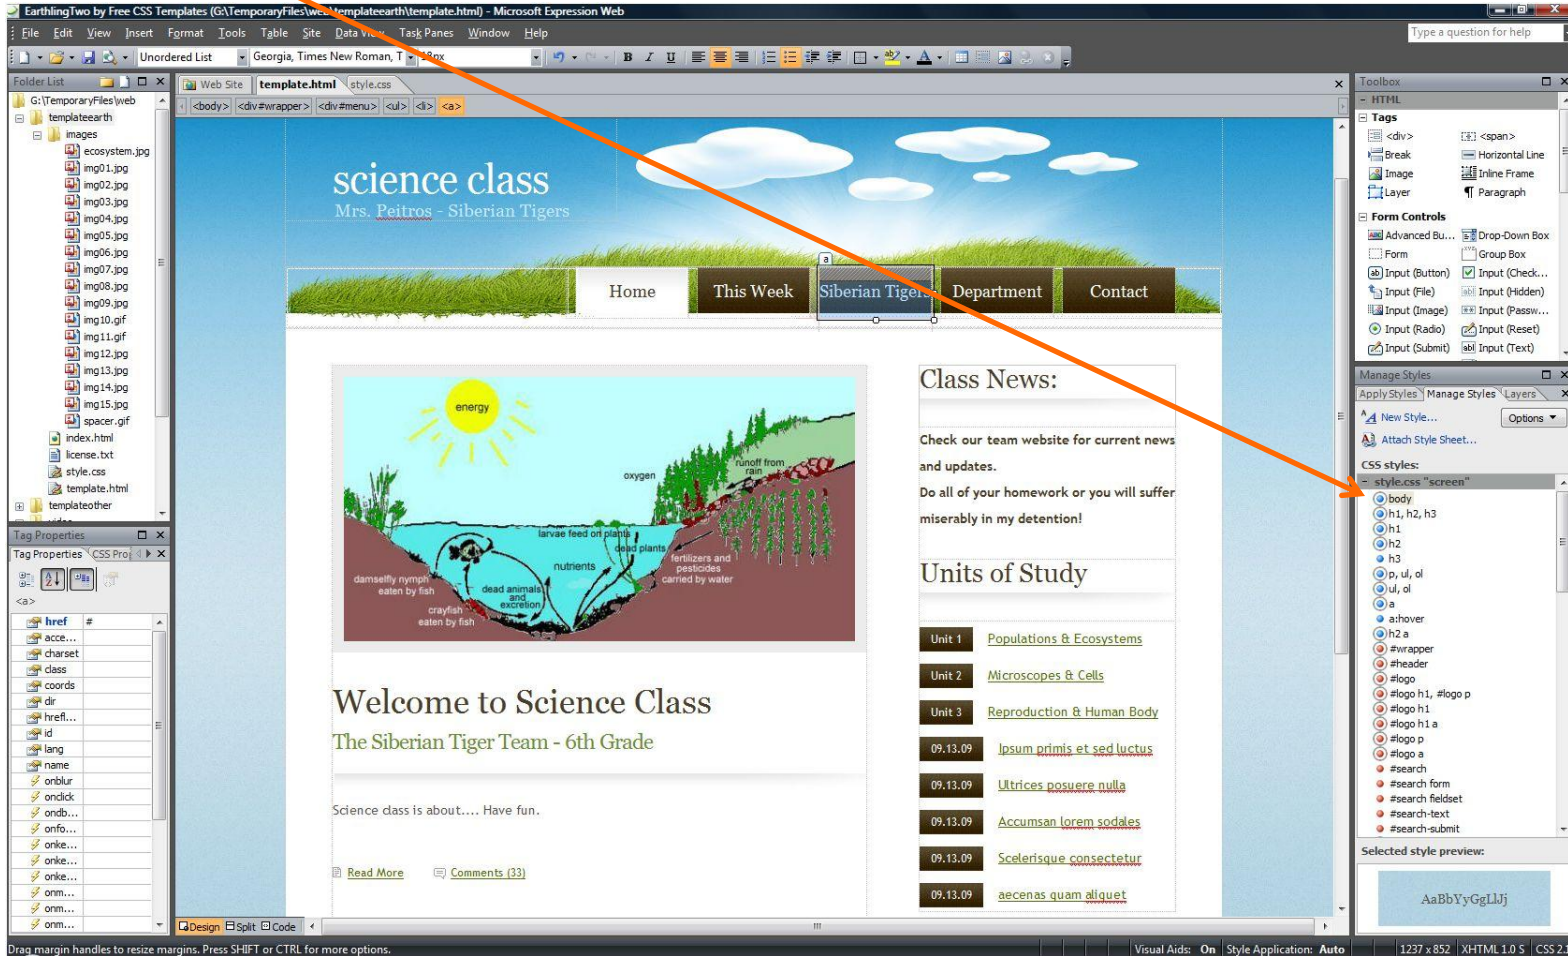 EarthlingTwo by Free CSS Templates (G:\TemporaryFiles\web\templateearth\template.html) - Microsoft Expression Web
File Edit View Insert Format Tools Table Site Data View Task Panes Window Help
Type a question for help
Unordered List Georgia, Times New Roman, T 18px B I U
Folder List
G:\TemporaryFiles\web
templateearth
images
ecosystem.jpg
img01.jpg
img02.jpg
img03.jpg
img04.jpg
img05.jpg
img06.jpg
img07.jpg
img08.jpg
img09.jpg
img10.gif
img11.gif
img12.jpg
img13.jpg
img14.jpg
img15.jpg
spacer.gif
index.html
license.txt
style.css
template.html
templateother
Tag Properties
Tag Properties CSS Proj
<a>
href #
acce...
charset
class
coords
dir
hrefl...
id
lang
name
onblur
onclick
ondb...
onfo...
onke...
onke...
onke...
onm...
onm...
onm...
Web Site template.html style.css
<body> <div#wrapper> <div#menu> <ul> <li> <a>
science class
Mrs. Peitros - Siberian Tigers
a
Home This Week Siberian Tigers Department Contact
energy
oxygen
runoff from
rain
larvae feed on plants
dead plants
nutrients
fertilizers and
pesticides
carried by water
damselfly nymph
eaten by fish
dead animals
and
excretion
crayfish
eaten by fish
Welcome to Science Class
The Siberian Tiger Team - 6th Grade
Science class is about.... Have fun.
Read More Comments (33)
Class News:
Check our team website for current news
and updates.
Do all of your homework or you will suffer
miserably in my detention!
Units of Study
Unit 1 Populations & Ecosystems
Unit 2 Microscopes & Cells
Unit 3 Reproduction & Human Body
09.13.09 Ipsum primis et sed luctus
09.13.09 Ultrices posuere nulla
09.13.09 Accumsan lorem sodales
09.13.09 Scelerisque consectetur
09.13.09 aecenas quam aliquet
Design Split Code
Toolbox
HTML
Tags
<div> <span>
Break Horizontal Line
Image Inline Frame
Layer Paragraph
Form Controls
Advanced Bu... Drop-Down Box
Form Group Box
Input (Button) Input (Check...
Input (File) Input (Hidden)
Input (Image) Input (Passw...
Input (Radio) Input (Reset)
Input (Submit) Input (Text)
Manage Styles
Apply Styles Manage Styles Layers
New Style... Options
Attach Style Sheet...
CSS styles:
style.css "screen"
body
h1, h2, h3
h1
h2
h3
p, ul, ol
ul, ol
a
a:hover
h2 a
#wrapper
#header
#logo
#logo h1, #logo p
#logo h1
#logo h1 a
#logo p
#logo a
#search
#search form
#search fieldset
#search-text
#search-submit
Selected style preview:
AaBbYyGgLlJj
Drag margin handles to resize margins. Press SHIFT or CTRL for more options.
Visual Aids: On Style Application: Auto 1237 x 852 XHTML 1.0 S CSS 2.1